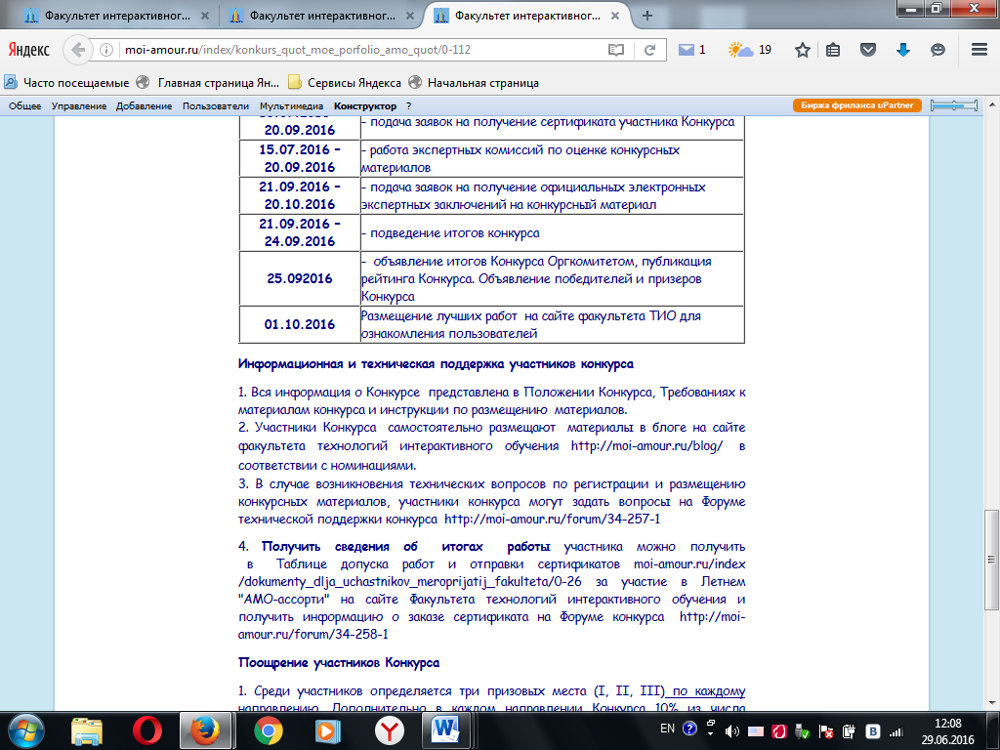 Факультет интерактивног...
Факультет интерактивног...
Факультет интерактивног...
Яндекс
moi-amour.ru/index/konkurs_quot_moe_porfolio_amo_quot/0-112
1
19
Часто посещаемые
Главная страница Ян...
Сервисы Яндекса
Начальная страница
Общее Управление Добавление Пользователи Мультимедиа Конструктор ?
Биржа фриланса uPartner
20.09.2016
- подача заявок на получение сертификата участника Конкурса
15.07.2016 –
20.09.2016
- работа экспертных комиссий по оценке конкурсных
материалов
21.09.2016 –
20.10.2016
- подача заявок на получение официальных электронных
экспертных заключений на конкурсный материал
21.09.2016 –
24.09.2016
- подведение итогов конкурса
25.092016
- объявление итогов Конкурса Оргкомитетом, публикация
рейтинга Конкурса. Объявление победителей и призеров
Конкурса
01.10.2016
Размещение лучших работ на сайте факультета ТИО для
ознакомления пользователей
Информационная и техническая поддержка участников конкурса
1. Вся информация о Конкурсе представлена в Положении Конкурса, Требованиях к
материалам конкурса и инструкции по размещению материалов.
2. Участники Конкурса самостоятельно размещают материалы в блоге на сайте
факультета технологий интерактивного обучения http://moi-amour.ru/blog/ в
соответствии с номинациями.
3. В случае возникновения технических вопросов по регистрации и размещению
конкурсных материалов, участники конкурса могут задать вопросы на Форуме
технической поддержки конкурса http://moi-amour.ru/forum/34-257-1
4. Получить сведения об итогах работы участника можно получить
в Таблице допуска работ и отправки сертификатов moi-amour.ru/index
/dokumenty_dlja_uchastnikov_meroprijatij_fakulteta/0-26 за участие в Летнем
"АМО-ассорти" на сайте Факультета технологий интерактивного обучения и
получить информацию о заказе сертификата на Форуме конкурса http://moi-
amour.ru/forum/34-258-1
Поощрение участников Конкурса
1. Среди участников определяется три призовых места (I, II, III) по каждому
направлению. Дополнительно в каждом направлении Конкурса 10% из числа
EN
12:08
29.06.2016